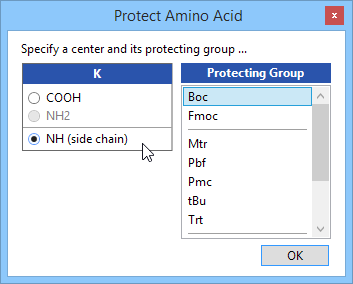 Protect Amino Acid
x
Specify a center and its protecting group ...
K
COOH
NH2
NH (side chain)
Protecting Group
Boc
Fmoc
Mtr
Pbf
Pmc
tBu
Trt
OK